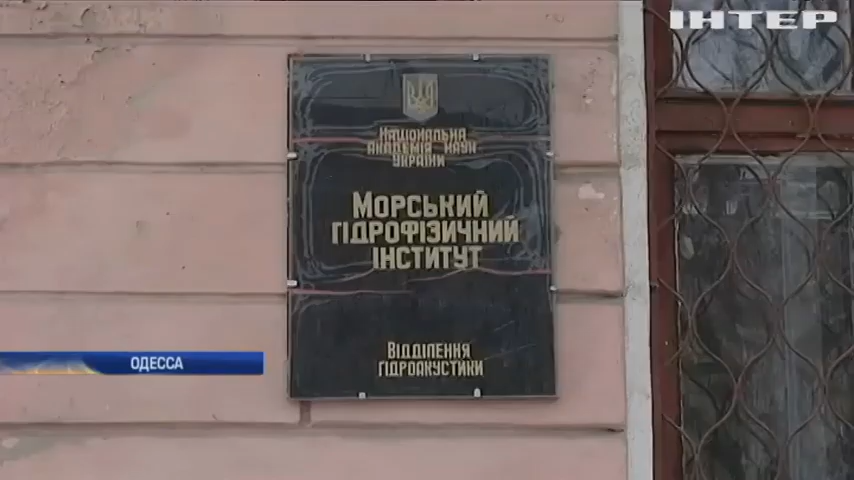 ІНТЕР
Національна
академія наук
України
Морський
гідрофізичний
інститут
Відділення
гідроакустики
ОДЕССА